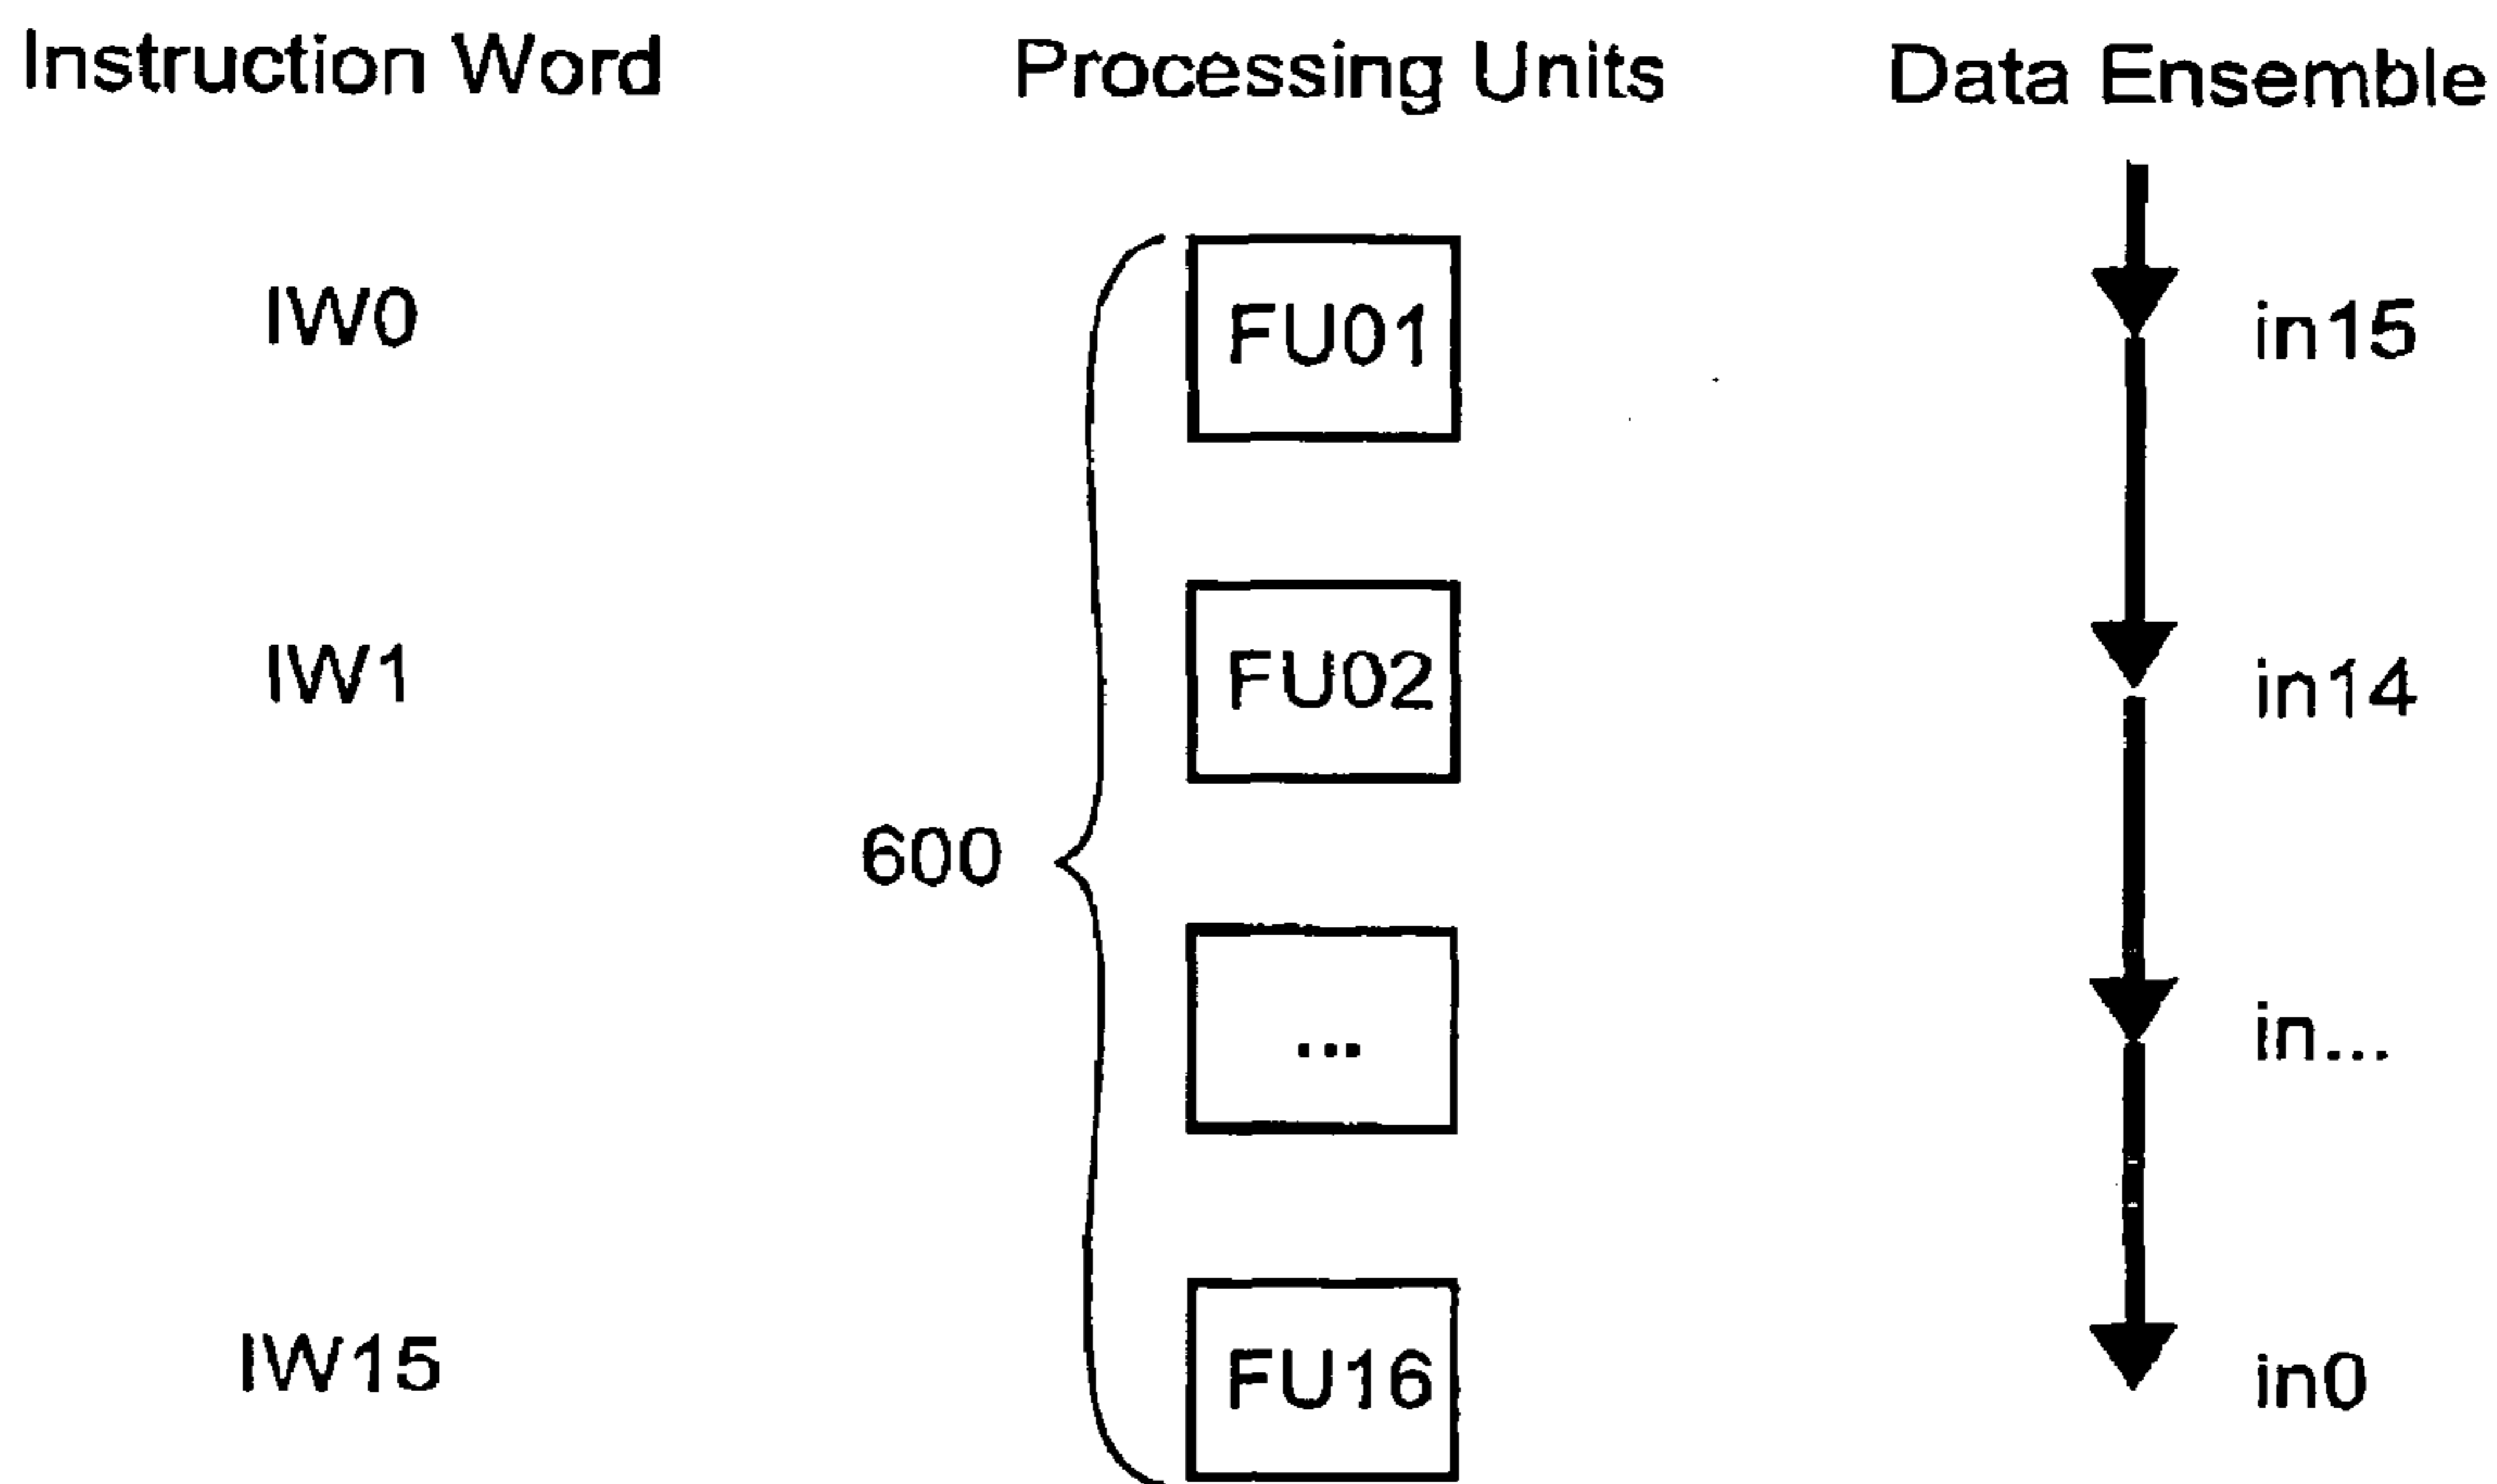 Instruction Word Processing Units Data Ensemble
IW0 FU01 in15
IW1 FU02 in14
600
... in...
IW15 FU16 in0